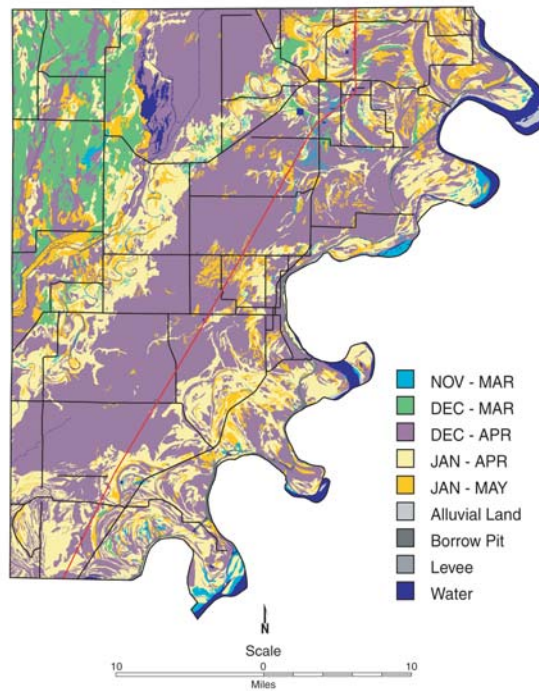 NOV - MAR
DEC - MAR
DEC - APR
JAN - APR
JAN - MAY
Alluvial Land
Borrow Pit
Levee
Water
N
Scale
10 0 10
Miles